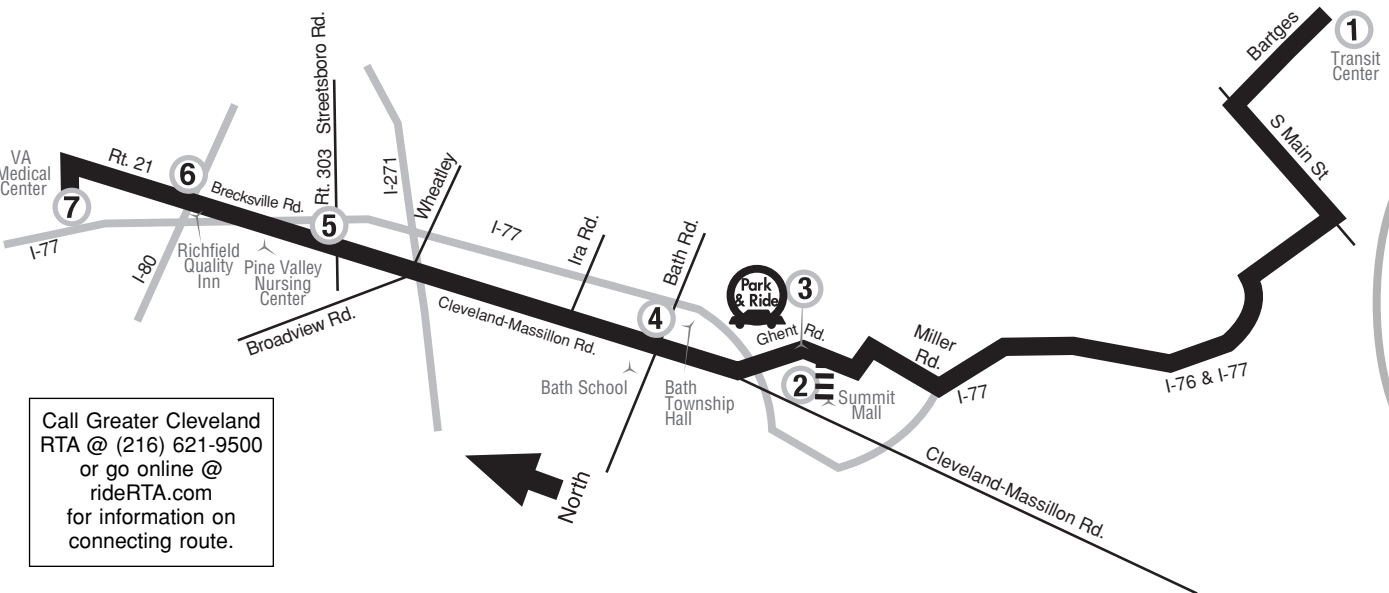 Bartges
1
Transit
Center
S Main St
Rt. 303 Streetsboro Rd.
I-271
Wheatley
VA
Medical
Center
Rt. 21
6
Brecksville Rd.
5
7
I-77
I-80
Richfield
Quality
Inn
Pine Valley
Nursing
Center
Broadview Rd.
I-77
Ira Rd.
Bath Rd.
Cleveland-Massillon Rd.
4
Park
& Ride
3
Ghent Rd.
Miller
Rd.
2
Summit
Mall
I-77
I-76 & I-77
Bath School
Bath
Township
Hall
Cleveland-Massillon Rd.
North
Call Greater Cleveland
RTA @ (216) 621-9500
or go online @
rideRTA.com
for information on
connecting route.